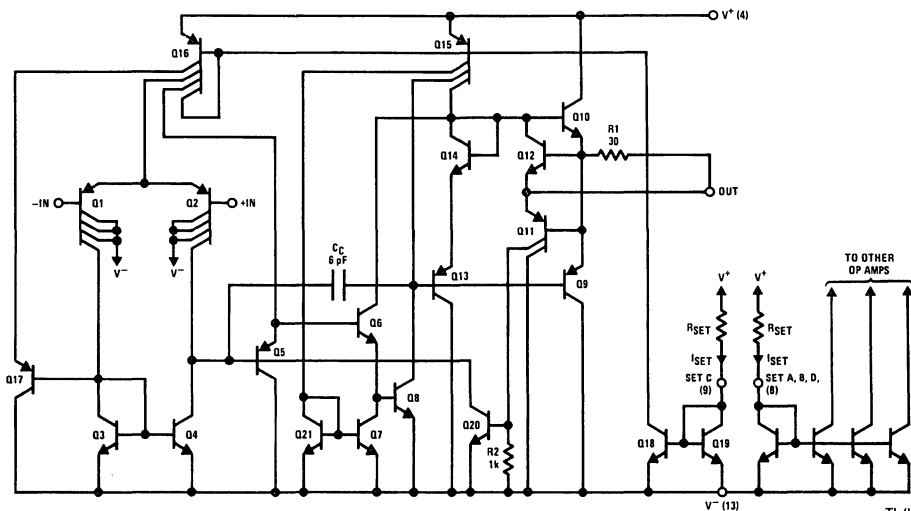 V+ (4)
Q16
Q15
Q10
R1
30
Q14
Q12
OUT
-IN
Q1
Q2
+IN
Q11
V-
V-
CC
6 pF
Q13
Q9
TO OTHER
OP AMPS
V+
V+
Q6
RSET
RSET
Q5
ISET
ISET
Q17
Q8
SET C
(9)
SET A, B, D,
(8)
Q3
Q4
Q21
Q7
Q20
R2
1k
Q18
Q19
V- (13)